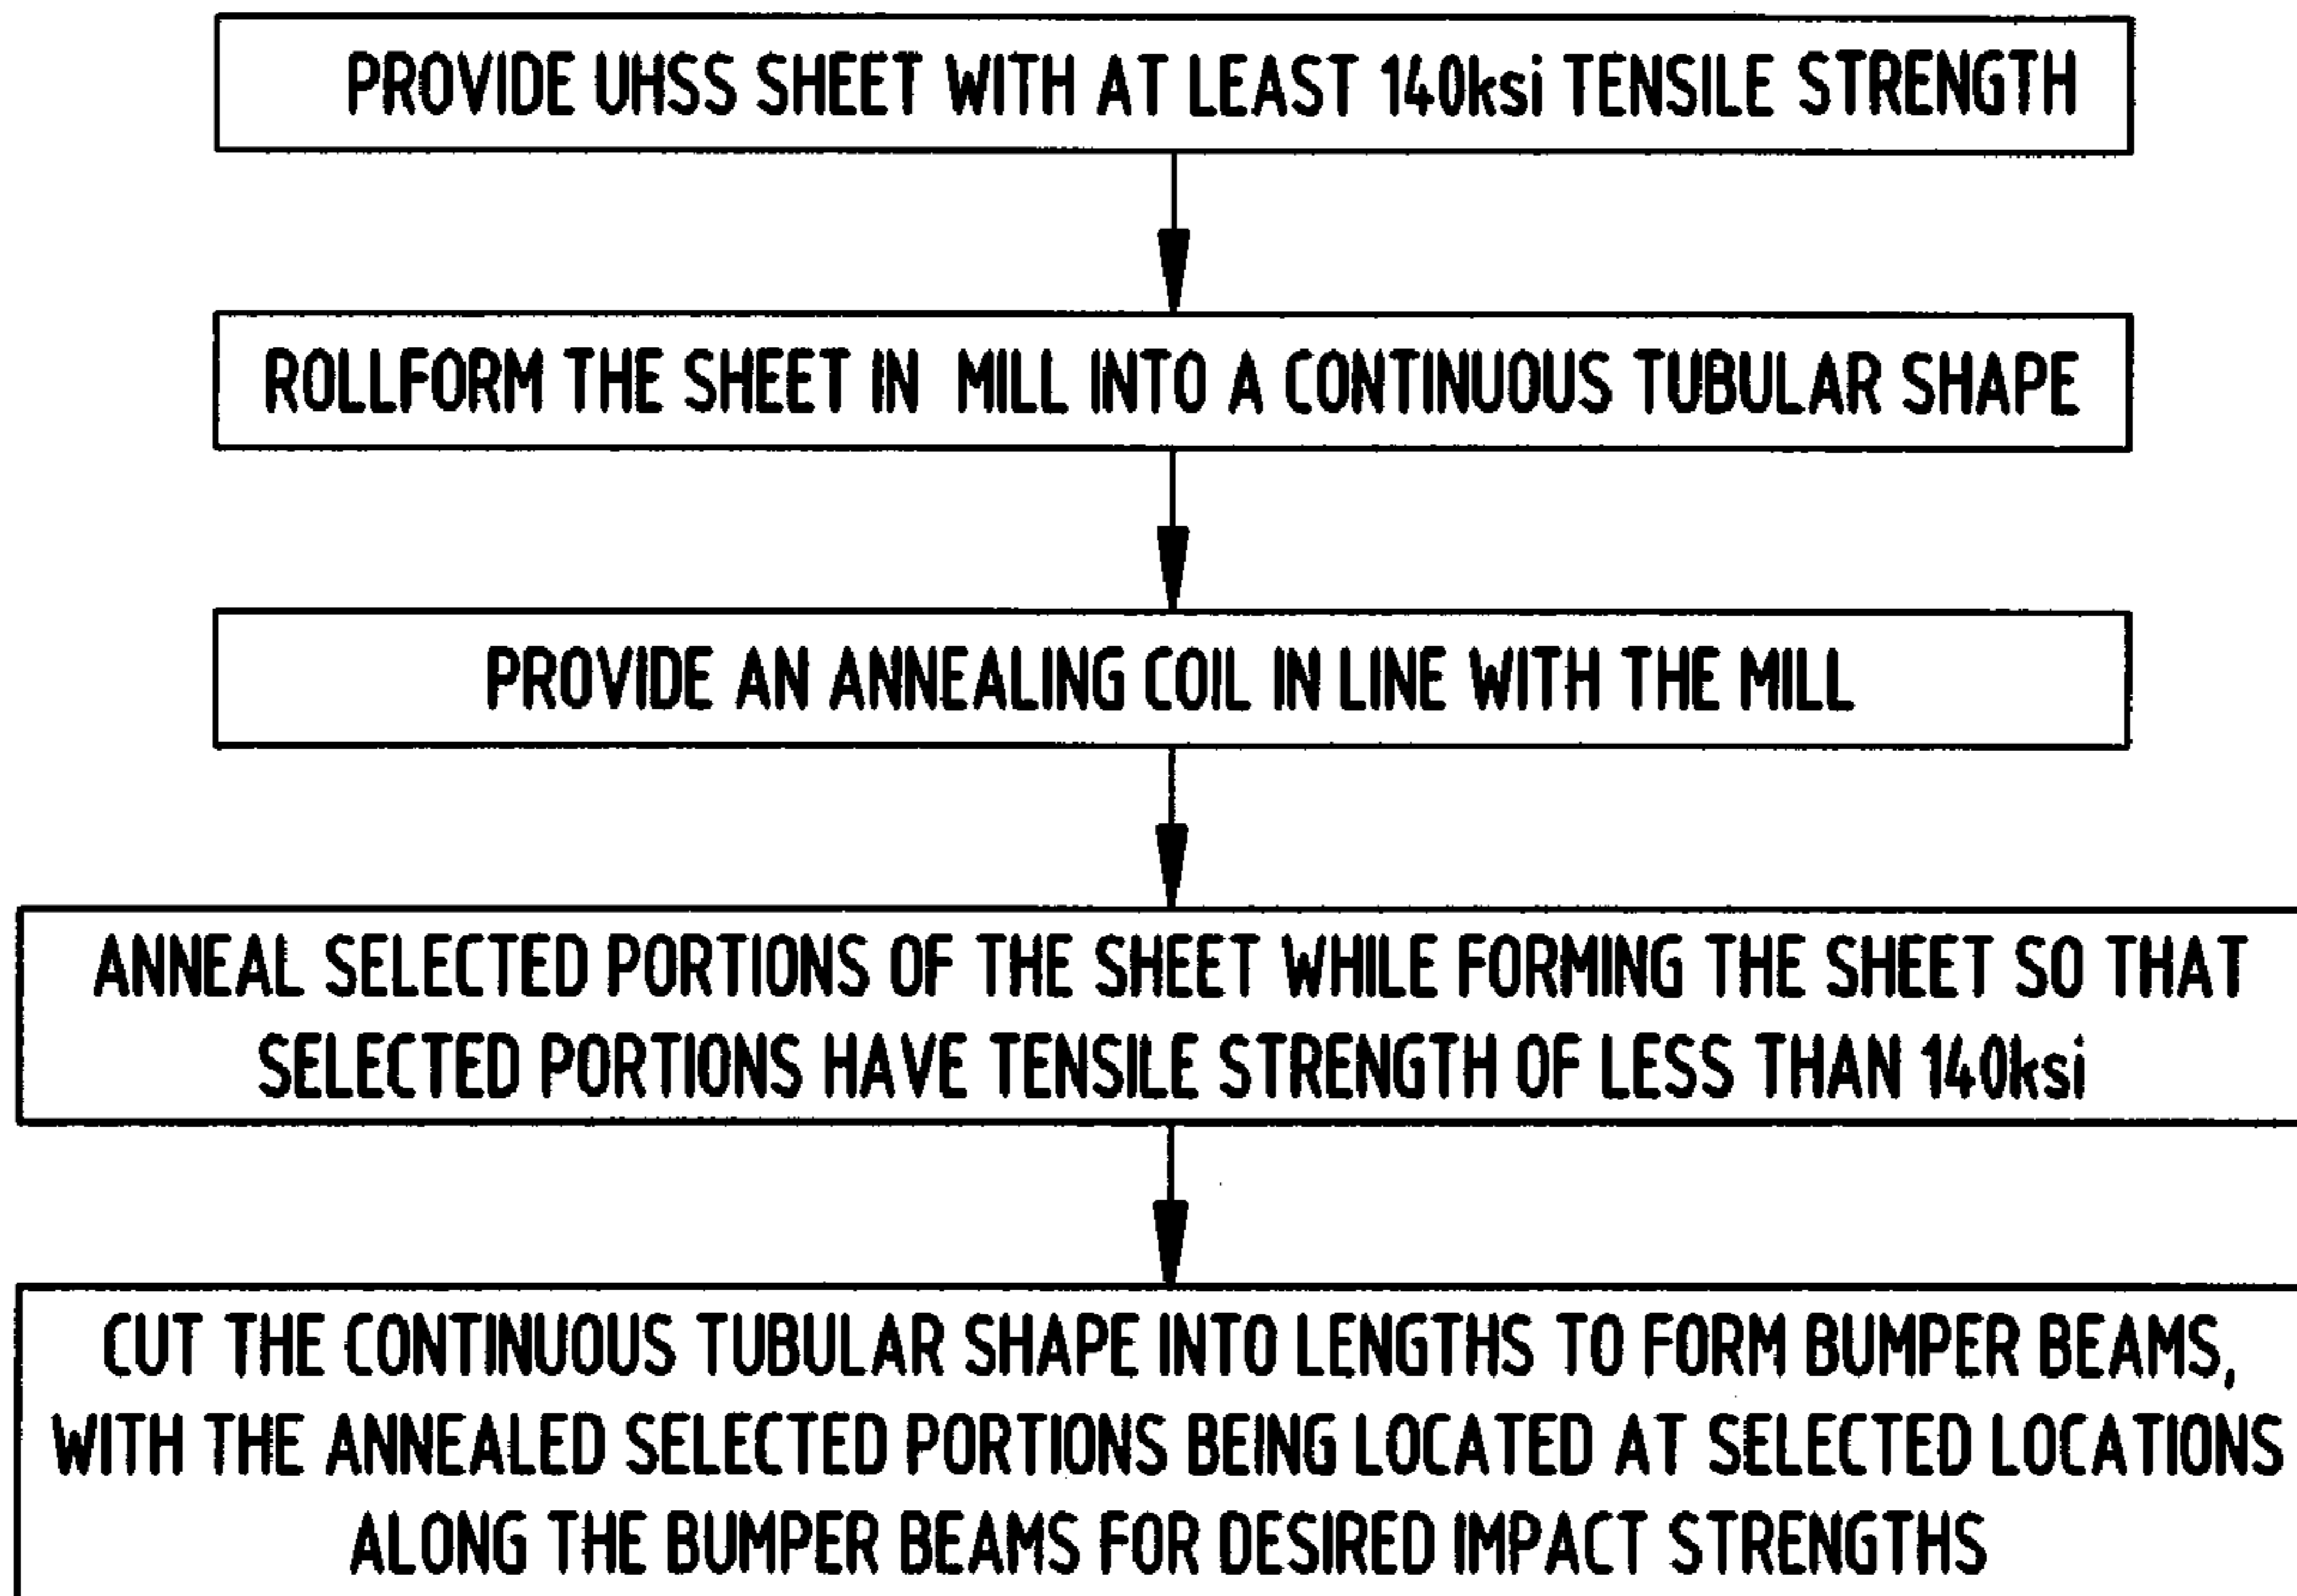 PROVIDE UHSS SHEET WITH AT LEAST 140ksi TENSILE STRENGTH
ROLLFORM THE SHEET IN MILL INTO A CONTINUOUS TUBULAR SHAPE
PROVIDE AN ANNEALING COIL IN LINE WITH THE MILL
ANNEAL SELECTED PORTIONS OF THE SHEET WHILE FORMING THE SHEET SO THAT
SELECTED PORTIONS HAVE TENSILE STRENGTH OF LESS THAN 140ksi
CUT THE CONTINUOUS TUBULAR SHAPE INTO LENGTHS TO FORM BUMPER BEAMS,
WITH THE ANNEALED SELECTED PORTIONS BEING LOCATED AT SELECTED LOCATIONS
ALONG THE BUMPER BEAMS FOR DESIRED IMPACT STRENGTHS